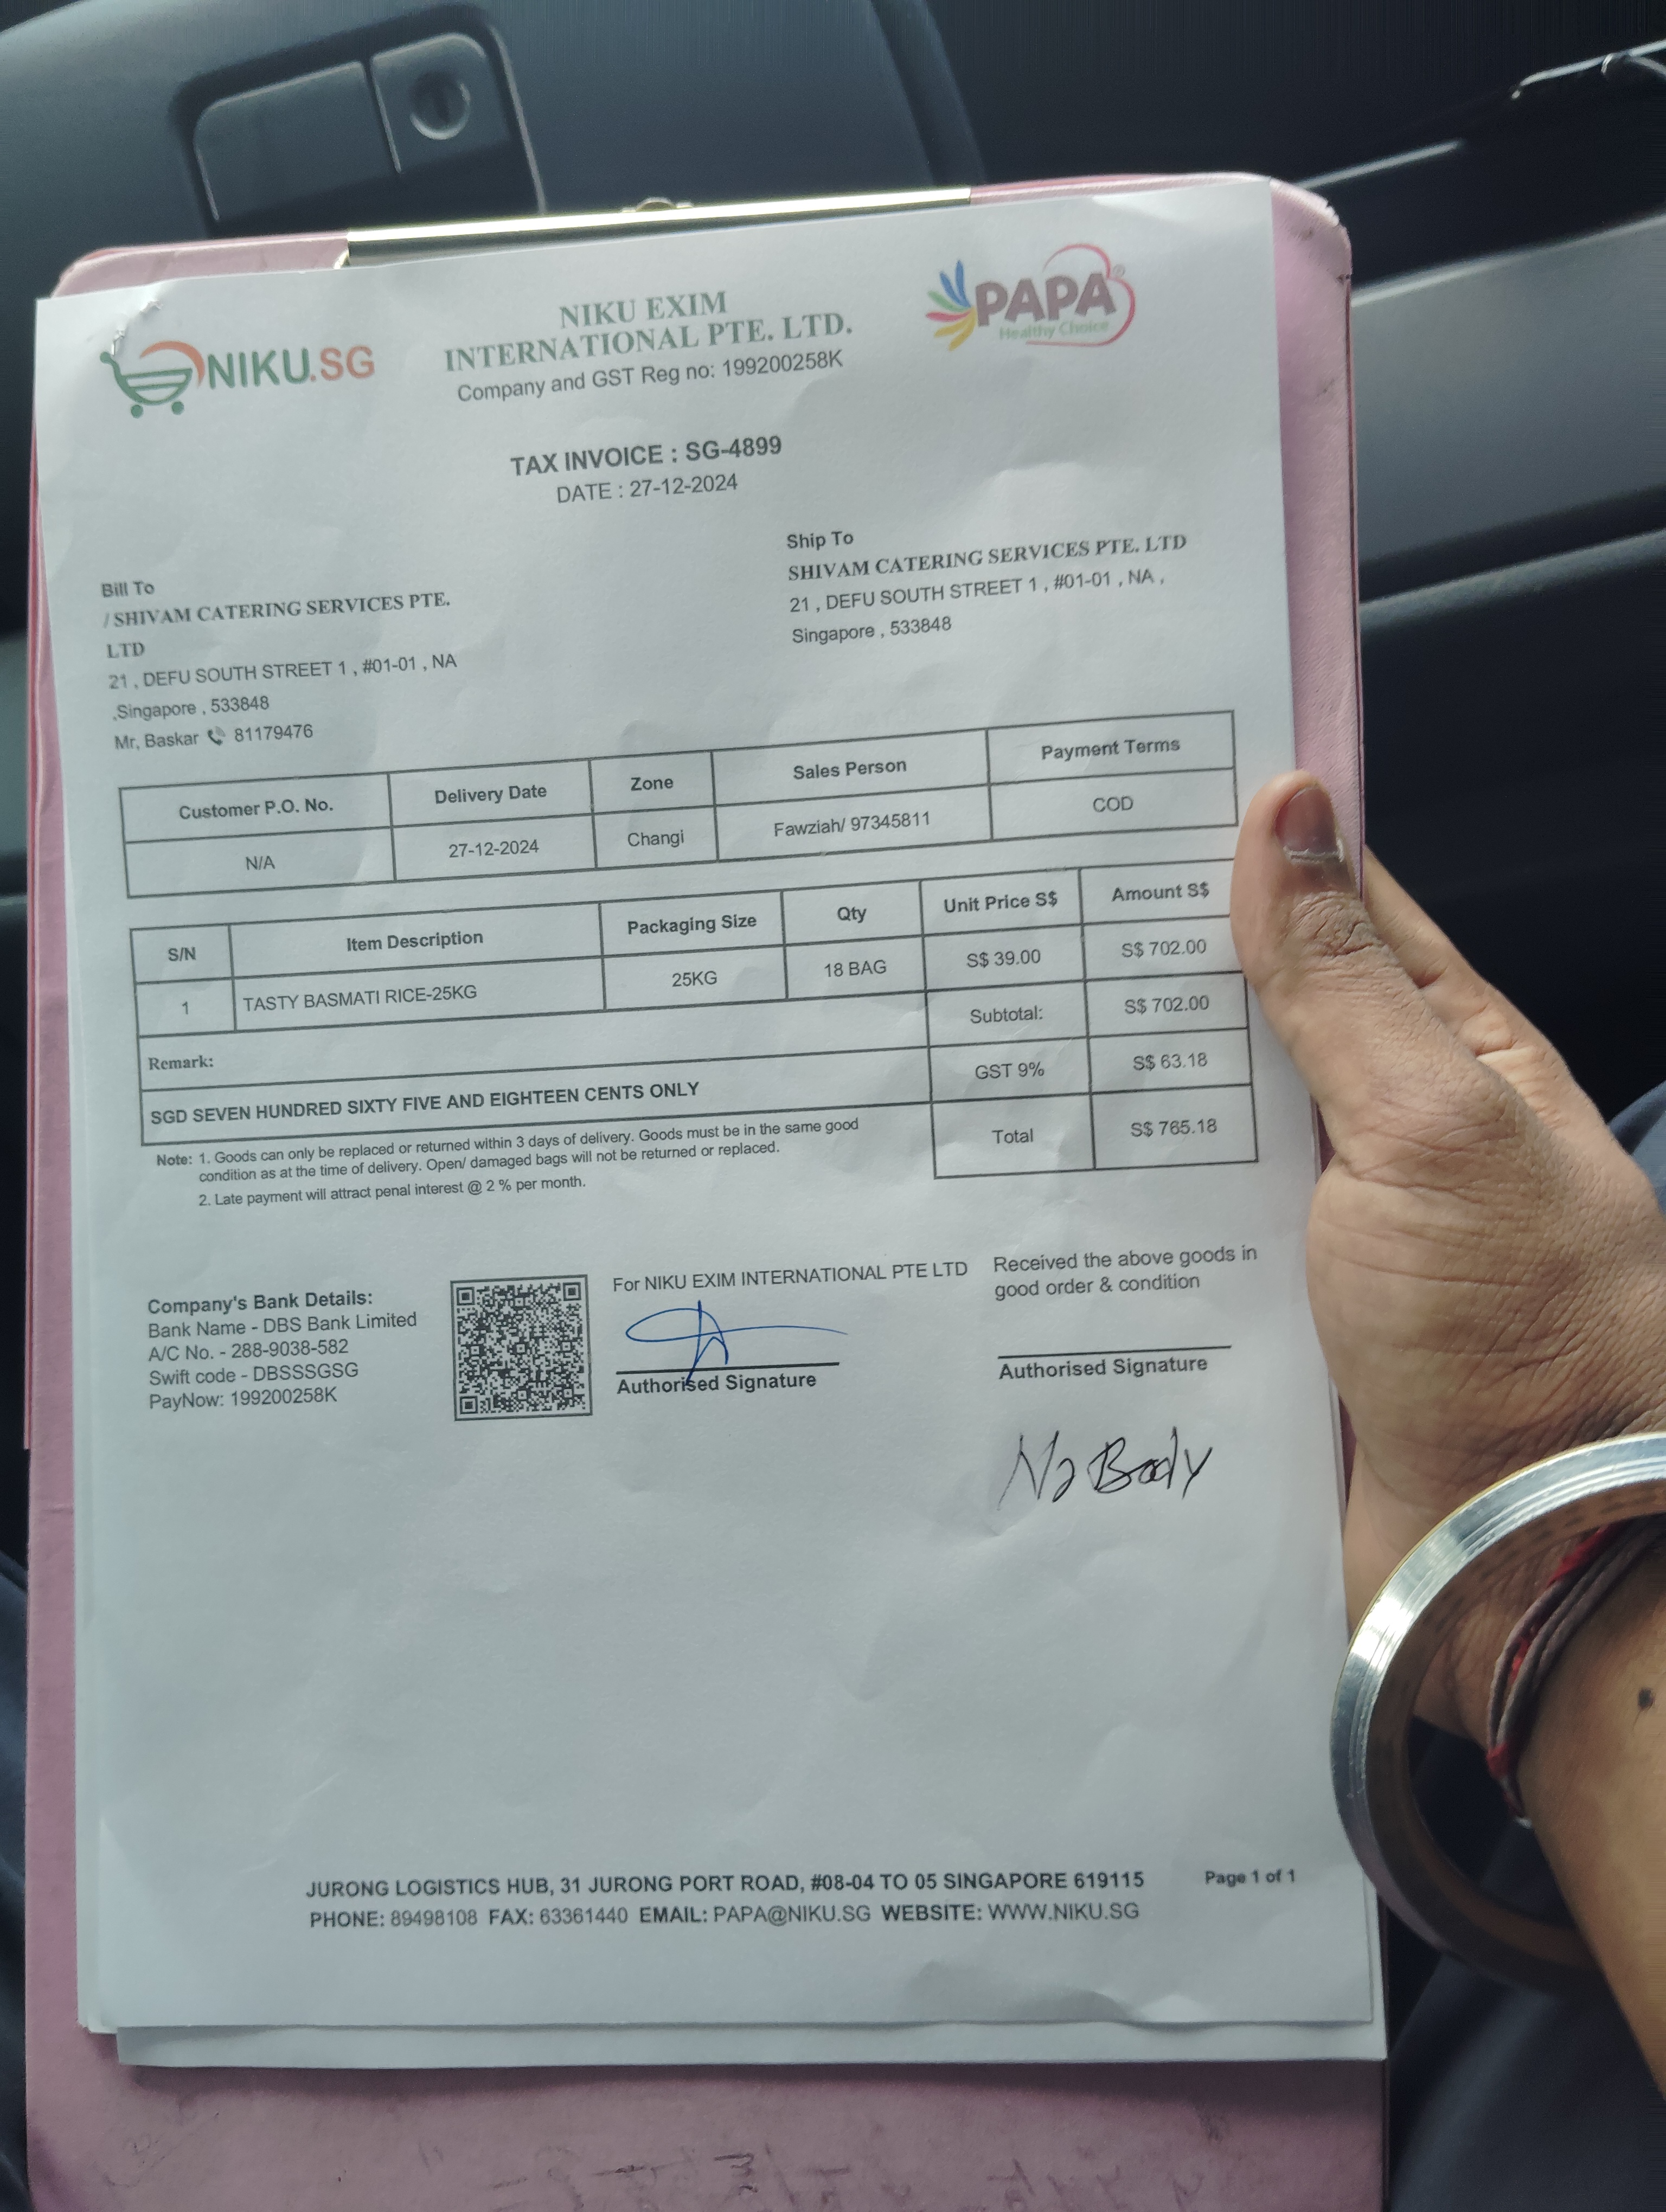 NIKU.SG
NIKU EXIM
INTERNATIONAL PTE. LTD.
Company and GST Reg no: 199200258K
PAPA®
Healthy Choice
TAX INVOICE : SG-4899
DATE : 27-12-2024
Bill To
/ SHIVAM CATERING SERVICES PTE.
LTD
21 , DEFU SOUTH STREET 1 , #01-01 , NA
,Singapore , 533848
Mr, Baskar 81179476
Ship To
SHIVAM CATERING SERVICES PTE. LTD
21 , DEFU SOUTH STREET 1 , #01-01 , NA ,
Singapore , 533848
Customer P.O. No. Delivery Date Zone Sales Person Payment Terms
N/A 27-12-2024 Changi Fawziah/ 97345811 COD
S/N Item Description Packaging Size Qty Unit Price S$ Amount S$
1 TASTY BASMATI RICE-25KG 25KG 18 BAG S$ 39.00 S$ 702.00
Remark: Subtotal: S$ 702.00
SGD SEVEN HUNDRED SIXTY FIVE AND EIGHTEEN CENTS ONLY GST 9% S$ 63.18
Total S$ 765.18
Note: 1. Goods can only be replaced or returned within 3 days of delivery. Goods must be in the same good
condition as at the time of delivery. Open/ damaged bags will not be returned or replaced.
2. Late payment will attract penal interest @ 2 % per month.
Company's Bank Details:
Bank Name - DBS Bank Limited
A/C No. - 288-9038-582
Swift code - DBSSSGSG
PayNow: 199200258K
For NIKU EXIM INTERNATIONAL PTE LTD
Authorised Signature
Received the above goods in
good order & condition
Authorised Signature
No Body
JURONG LOGISTICS HUB, 31 JURONG PORT ROAD, #08-04 TO 05 SINGAPORE 619115
Page 1 of 1
PHONE: 89498108 FAX: 63361440 EMAIL: PAPA@NIKU.SG WEBSITE: WWW.NIKU.SG